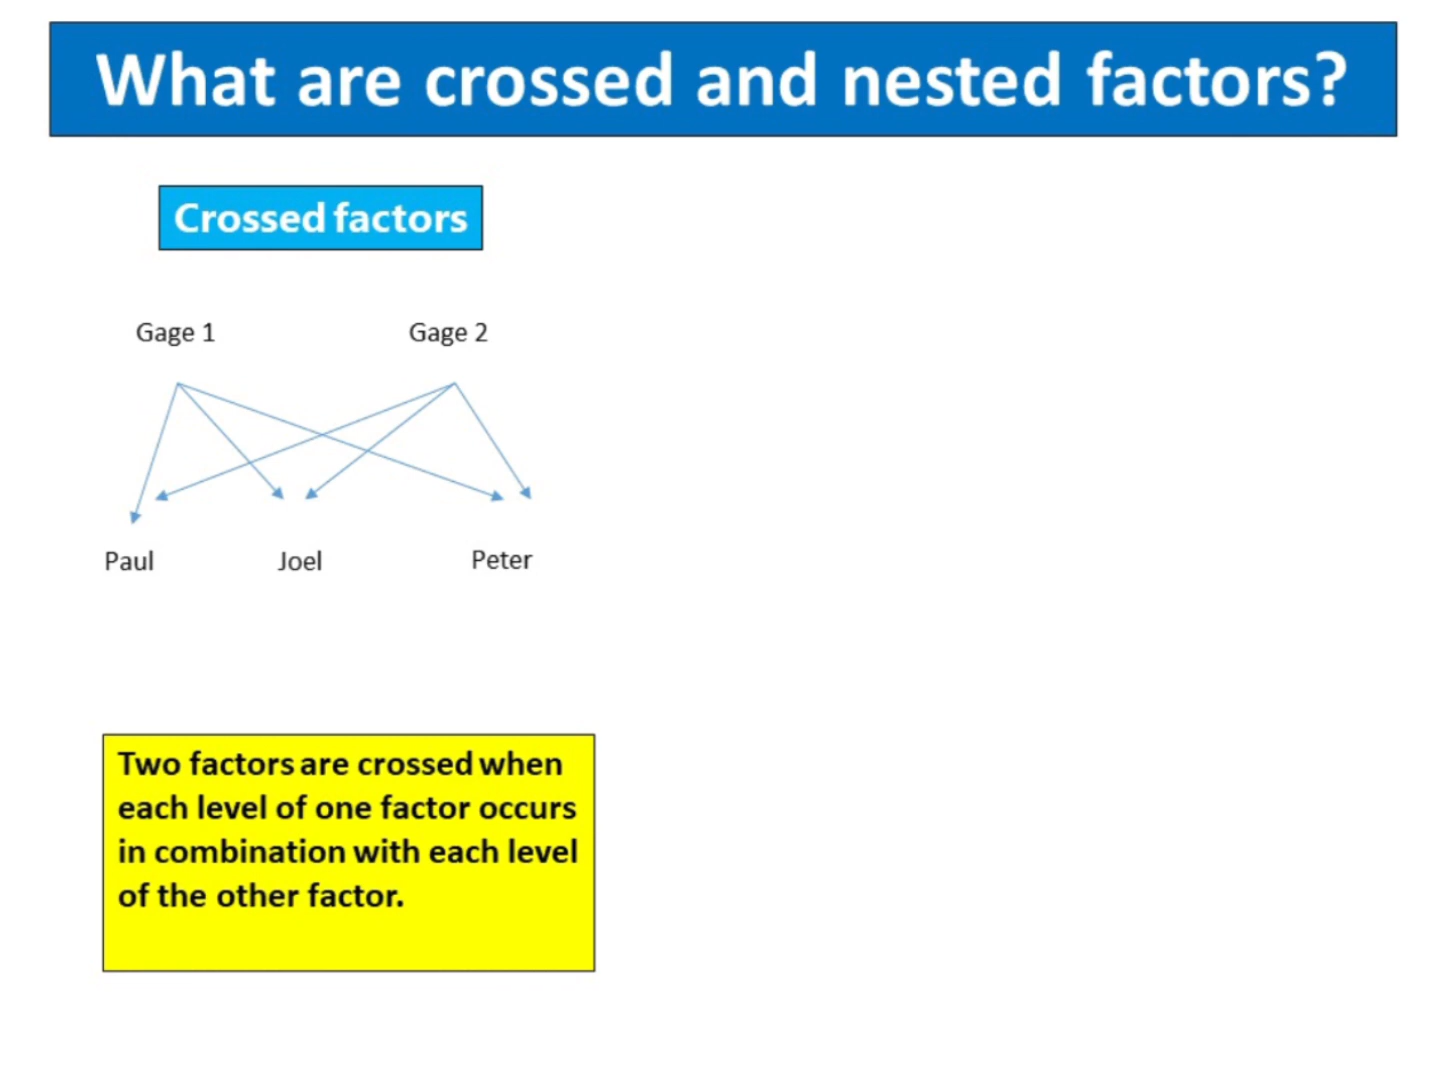 What are crossed and nested factors?
Crossed factors
Gage 1 Gage 2
Paul Joel Peter
Two factors are crossed when
each level of one factor occurs
in combination with each level
of the other factor.